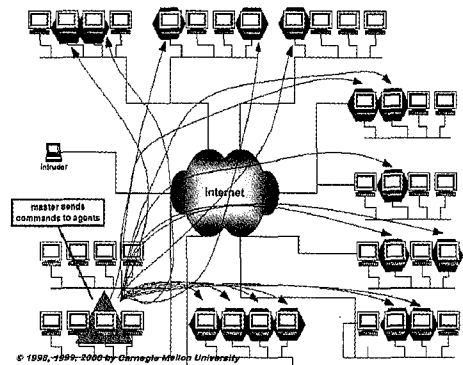 intruder
Internet
master sends
commands to agents
© 1998, 1999, 2000 by Carnegie Mellon University